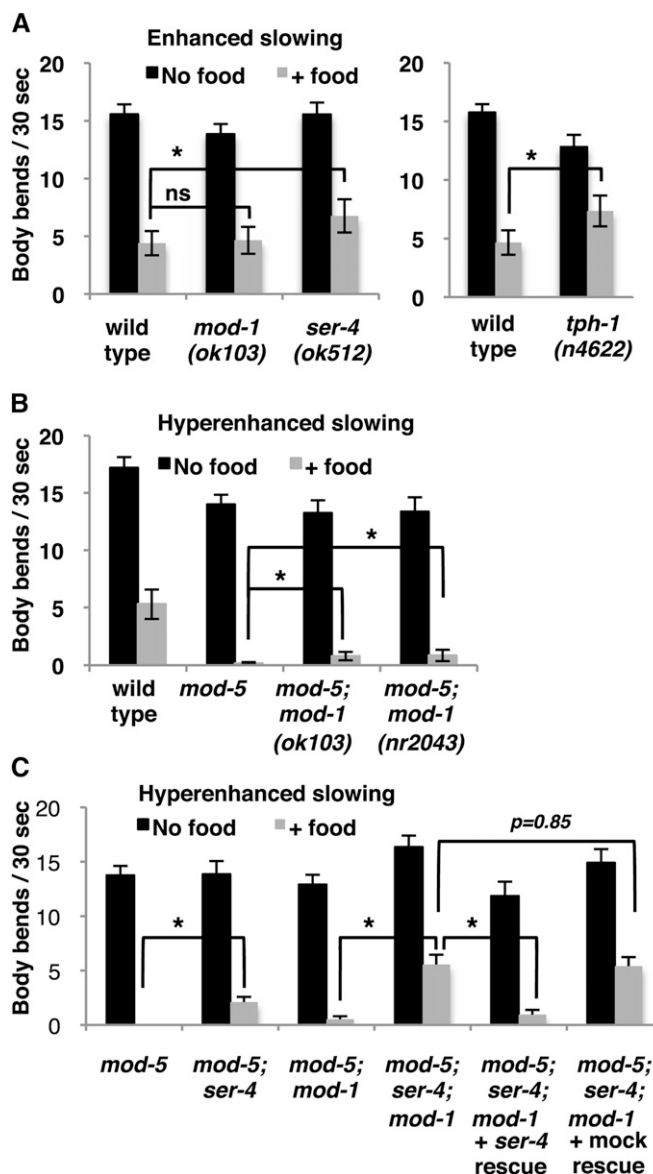 A
Enhanced slowing
No food + food
Body bends / 30 sec
20
15
10
5
0
*
ns
wild type
mod-1 (ok103)
ser-4 (ok512)
20
15
10
5
0
*
wild type
tph-1 (n4622)
B
Hyperenhanced slowing
No food + food
Body bends / 30 sec
20
15
10
5
0
*
*
wild type
mod-5
mod-5; mod-1 (ok103)
mod-5; mod-1 (nr2043)
C
Hyperenhanced slowing
No food + food
Body bends / 30 sec
20
15
10
5
0
p=0.85
*
*
*
mod-5
mod-5; ser-4
mod-5; mod-1
mod-5; ser-4; mod-1
mod-5; ser-4; mod-1 + ser-4 rescue
mod-5; ser-4; mod-1 + mock rescue